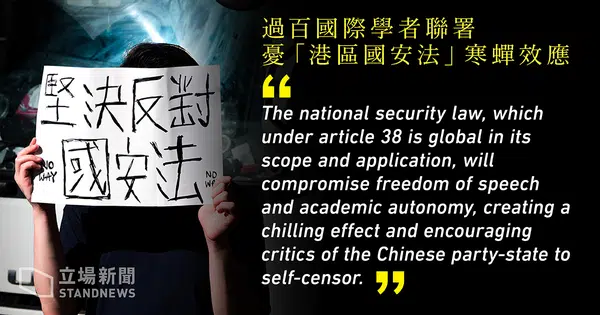 過百國際學者聯署
憂「港區國安法」寒蟬效應
“
The national security law, which
under article 38 is global in its
scope and application, will
compromise freedom of speech
and academic autonomy, creating a
chilling effect and encouraging
critics of the Chinese party-state to
self-censor. ”
堅決反對
國安法
NO WAY
NO
立場新聞
STANDNEWS